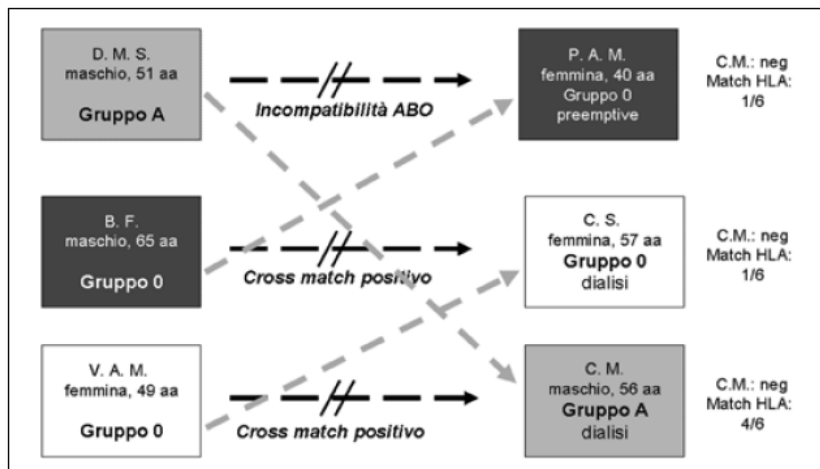 D. M. S.
maschio, 51 aa
Gruppo A
Incompatibilità ABO
P. A. M.
femmina, 40 aa
Gruppo 0
preemptive
C.M.: neg
Match HLA:
1/6
B. F.
maschio, 65 aa
Gruppo 0
Cross match positivo
C. S.
femmina, 57 aa
Gruppo 0
dialisi
C.M.: neg
Match HLA:
1/6
V. A. M.
femmina, 49 aa
Gruppo 0
Cross match positivo
C. M.
maschio, 56 aa
Gruppo A
dialisi
C.M.: neg
Match HLA:
4/6